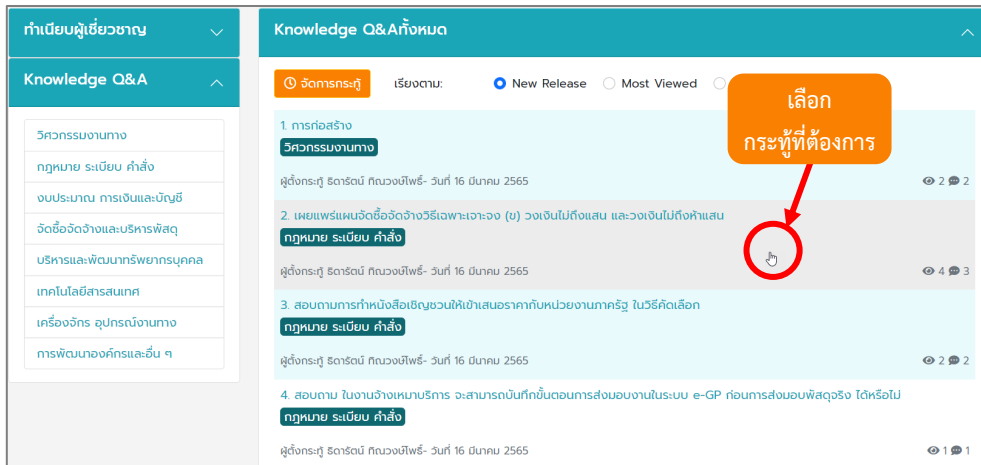 ทำเนียบผู้เชี่ยวชาญ
Knowledge Q&A
วิศวกรรมงานทาง
กฎหมาย ระเบียบ คำสั่ง
งบประมาณ การเงินและบัญชี
จัดซื้อจัดจ้างและบริหารพัสดุ
บริหารและพัฒนาทรัพยากรบุคคล
เทคโนโลยีสารสนเทศ
เครื่องจักร อุปกรณ์งานทาง
การพัฒนาองค์กรและอื่น ๆ
Knowledge Q&Aทั้งหมด
จัดการกระทู้ เรียงตาม: New Release Most Viewed
เลือก
กระทู้ที่ต้องการ
1. การก่อสร้าง
วิศวกรรมงานทาง
ผู้ตั้งกระทู้ ธิดารัตน์ ทิณวงษ์โพธิ์- วันที่ 16 มีนาคม 2565 2 2
2. เผยแพร่แผนจัดซื้อจัดจ้างวิธีเฉพาะเจาะจง (ข) วงเงินไม่ถึงแสน และวงเงินไม่ถึงห้าแสน
กฎหมาย ระเบียบ คำสั่ง
ผู้ตั้งกระทู้ ธิดารัตน์ ทิณวงษ์โพธิ์- วันที่ 16 มีนาคม 2565 4 3
3. สอบถามการทำหนังสือเชิญชวนให้เข้าเสนอราคากับหน่วยงานภาครัฐ ในวิธีคัดเลือก
กฎหมาย ระเบียบ คำสั่ง
ผู้ตั้งกระทู้ ธิดารัตน์ ทิณวงษ์โพธิ์- วันที่ 16 มีนาคม 2565 2 2
4. สอบถาม ในงานจ้างเหมาบริการ จะสามารถบันทึกขั้นตอนการส่งมอบงานในระบบ e-GP ก่อนการส่งมอบพัสดุจริง ได้หรือไม่
กฎหมาย ระเบียบ คำสั่ง
ผู้ตั้งกระทู้ ธิดารัตน์ ทิณวงษ์โพธิ์- วันที่ 16 มีนาคม 2565 1 1